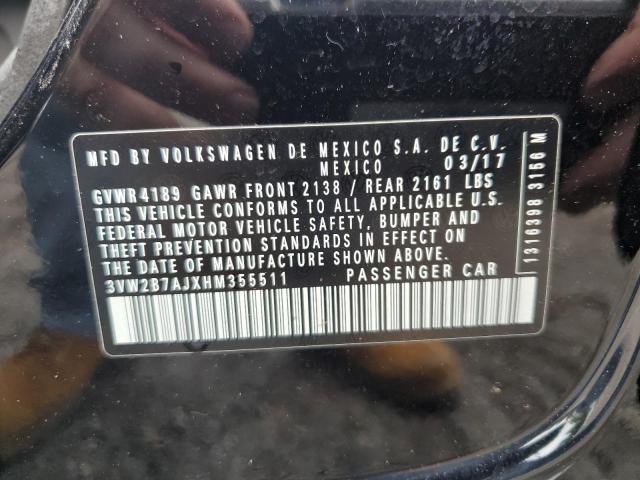 MFD BY VOLKSWAGEN DE MEXICO S.A. DE C.V.
MEXICO 03/17
GVWR 4189 GAWR FRONT 2138 / REAR 2161 LBS
THIS VEHICLE CONFORMS TO ALL APPLICABLE U.S.
FEDERAL MOTOR VEHICLE SAFETY, BUMPER AND
THEFT PREVENTION STANDARDS IN EFFECT ON
THE DATE OF MANUFACTURE SHOWN ABOVE.
3VW2B7AJXHM355511 PASSENGER CAR
1316398 3156 M